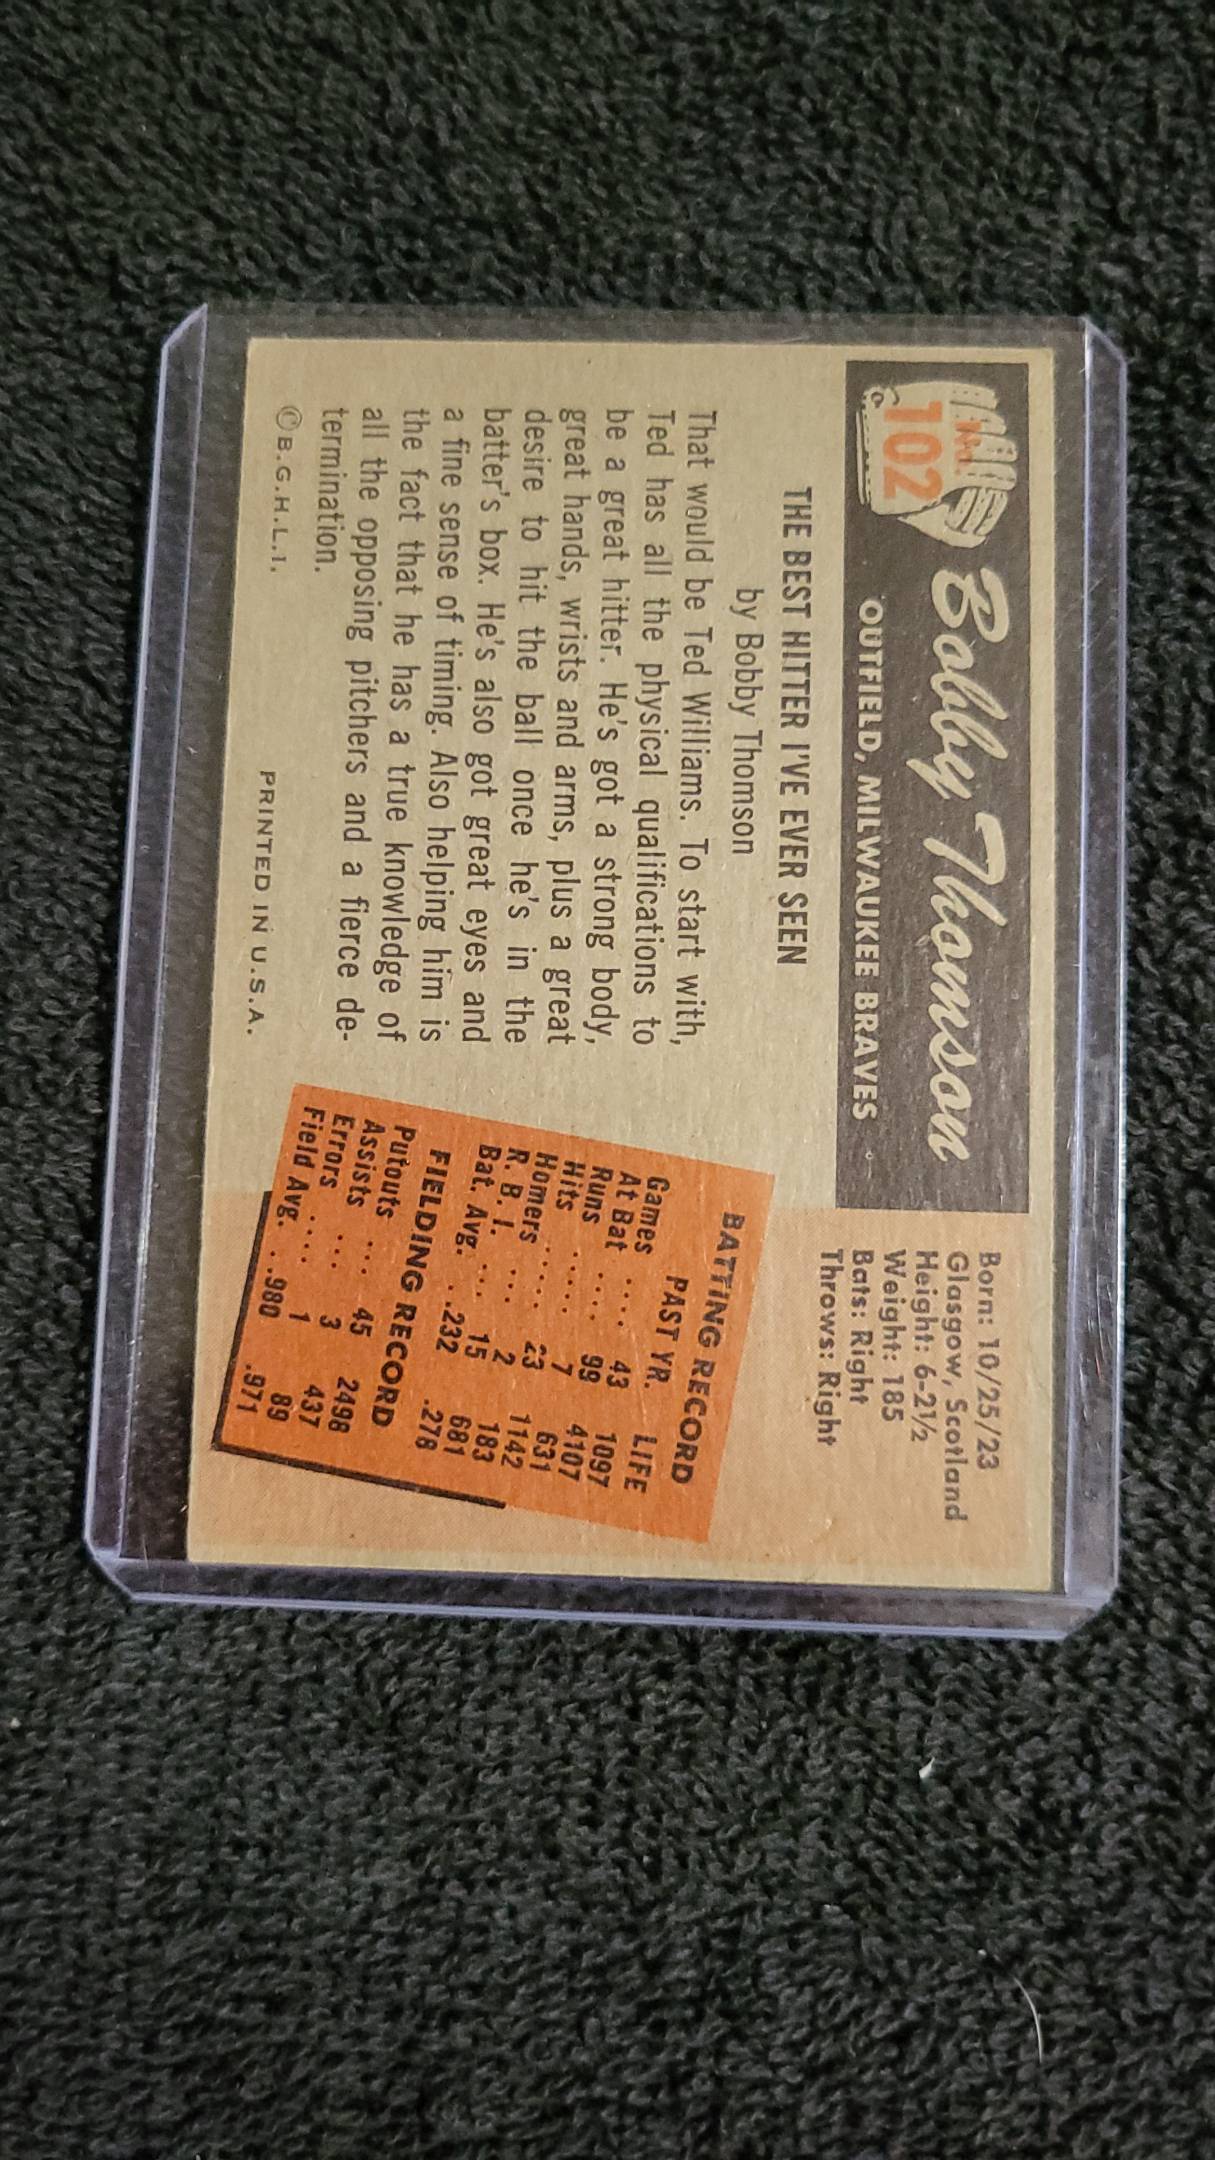 No.
102
Bobby Thomson
OUTFIELD, MILWAUKEE BRAVES
Born: 10/25/23
Glasgow, Scotland
Height: 6-2½
Weight: 185
Bats: Right
Throws: Right
THE BEST HITTER I'VE EVER SEEN
by Bobby Thomson
That would be Ted Williams. To start with,
Ted has all the physical qualifications to
be a great hitter. He's got a strong body,
great hands, wrists and arms, plus a great
desire to hit the ball once he's in the
batter's box. He's also got great eyes and
a fine sense of timing. Also helping him is
the fact that he has a true knowledge of
all the opposing pitchers and a fierce de-
termination.
©B.G.H.L.I.
PRINTED IN U.S.A.
BATTING RECORD
PAST YR. LIFE
Games .... 43 1097
At Bat .... 99 4107
Runs ..... 7 631
Hits ..... 23 1142
Homers .... 2 183
R. B. I. ... 15 681
Bat. Avg. ...232 .278
FIELDING RECORD
Putouts ... 45 2498
Assists ... 3 437
Errors .... 1 89
Field Avg. ..980 .971